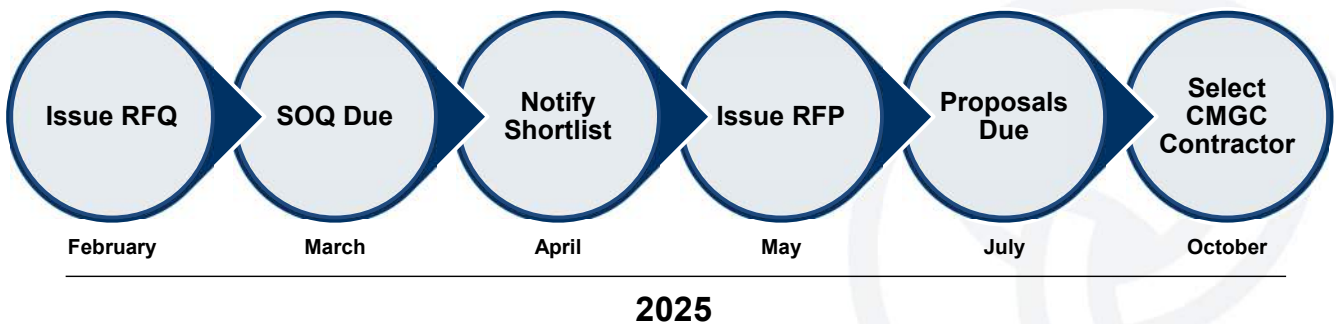 Issue RFQ
SOQ Due
Notify
Shortlist
Issue RFP
Proposals
Due
Select
CMGC
Contractor
February
March
April
May
July
October
2025